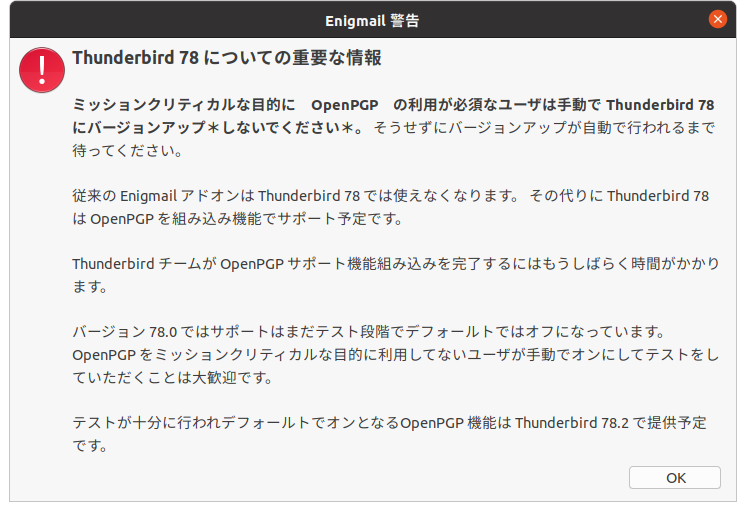 Enigmail 警告
Thunderbird 78 についての重要な情報
ミッションクリティカルな目的に　OpenPGP　の利用が必須なユーザは手動で Thunderbird 78
にバージョンアップ＊しないでください＊。 そうせずにバージョンアップが自動で行われるまで
待ってください。
従来の Enigmail アドオンは Thunderbird 78 では使えなくなります。 その代りに Thunderbird 78
は OpenPGP を組み込み機能でサポート予定です。
Thunderbird チームが OpenPGP サポート機能組み込みを完了するにはもうしばらく時間がかかり
ます。
バージョン 78.0 ではサポートはまだテスト段階でデフォールトではオフになっています。
OpenPGP をミッションクリティカルな目的に利用してないユーザが手動でオンにしてテストをし
ていただくことは大歓迎です。
テストが十分に行われデフォールトでオンとなるOpenPGP 機能は Thunderbird 78.2 で提供予定
です。
OK